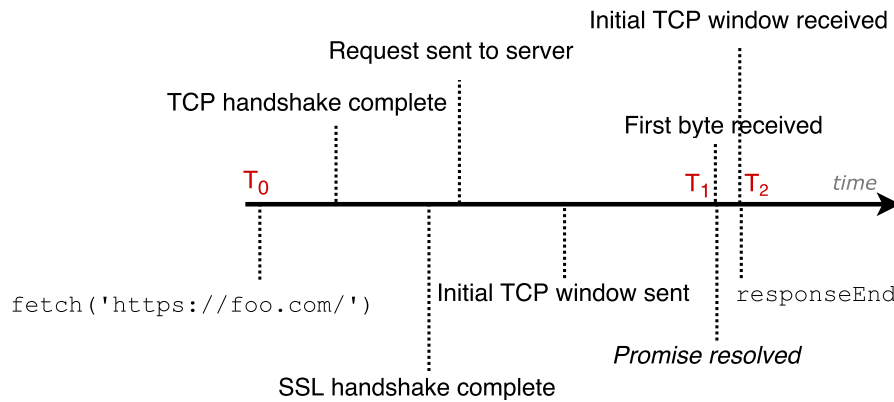 Initial TCP window received
Request sent to server
TCP handshake complete
First byte received
T₀
T₁
T₂
time
Initial TCP window sent
fetch('https://foo.com/')
responseEnd
Promise resolved
SSL handshake complete